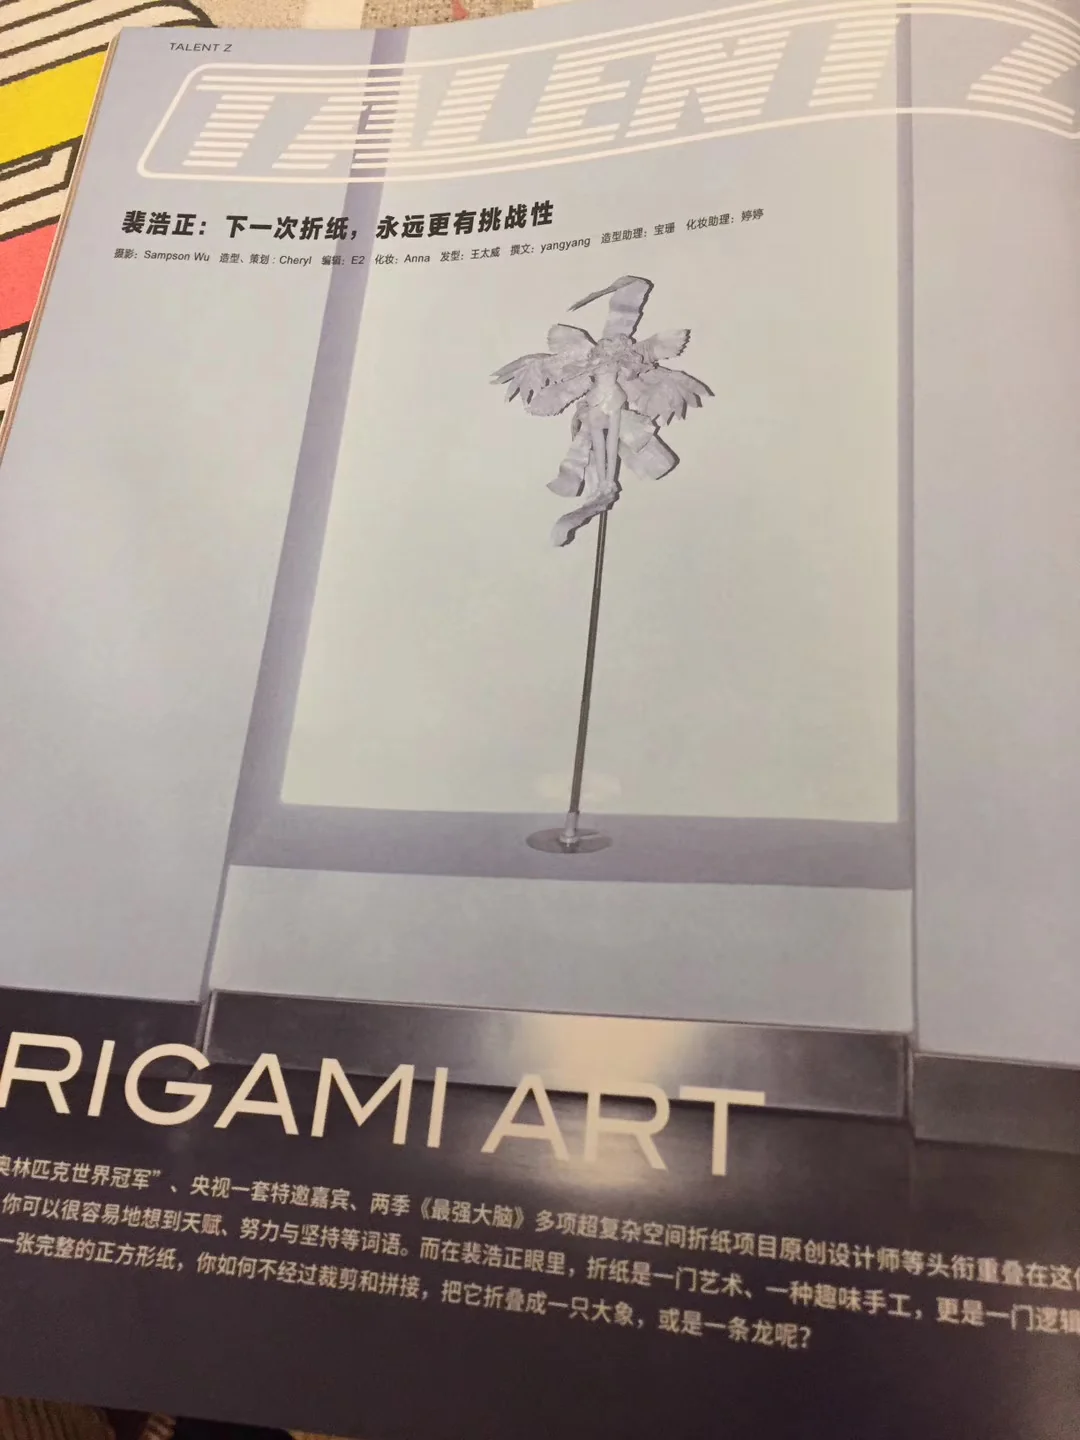 TALENT Z
TALENT Z
裴浩正：下一次折纸，永远更有挑战性
摄影：Sampson Wu 造型、策划：Cheryl 编辑：E2 化妆：Anna 发型：王太威 撰文：yangyang 造型助理：宝珊 化妆助理：婷婷
RIGAMI ART
奥林匹克世界冠军”、央视一套特邀嘉宾、两季《最强大脑》多项超复杂空间折纸项目原创设计师等头衔重叠在这
你可以很容易地想到天赋、努力与坚持等词语。而在裴浩正眼里，折纸是一门艺术、一种趣味手工，更是一门逻辑
一张完整的正方形纸，你如何不经过裁剪和拼接，把它折叠成一只大象，或是一条龙呢？